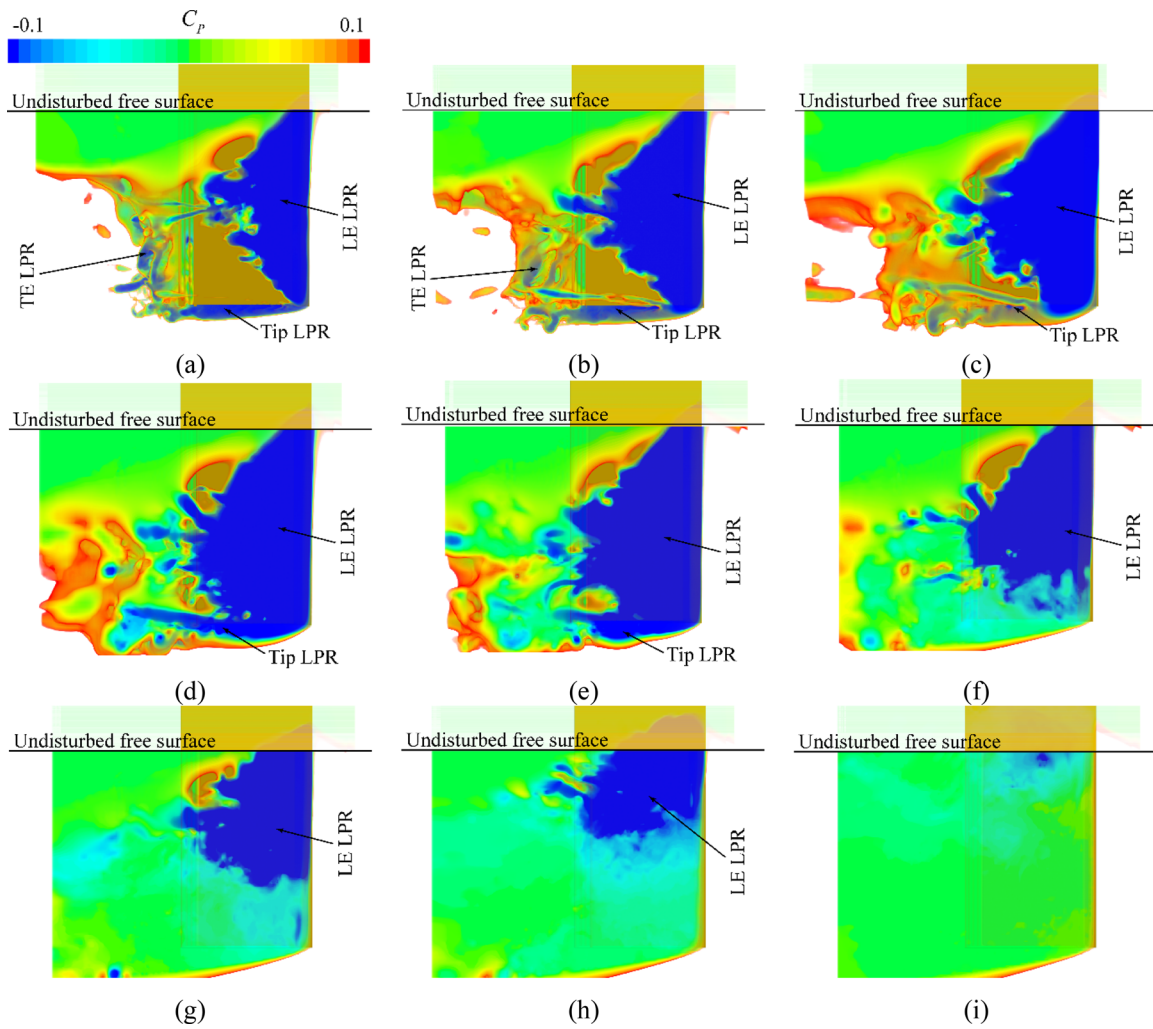 C_P
-0.1 0.1
Undisturbed free surface
LE LPR
TE LPR
Tip LPR
(a)
Undisturbed free surface
LE LPR
TE LPR
Tip LPR
(b)
Undisturbed free surface
LE LPR
Tip LPR
(c)
Undisturbed free surface
LE LPR
Tip LPR
(d)
Undisturbed free surface
LE LPR
Tip LPR
(e)
Undisturbed free surface
LE LPR
(f)
Undisturbed free surface
LE LPR
(g)
Undisturbed free surface
LE LPR
(h)
Undisturbed free surface
(i)